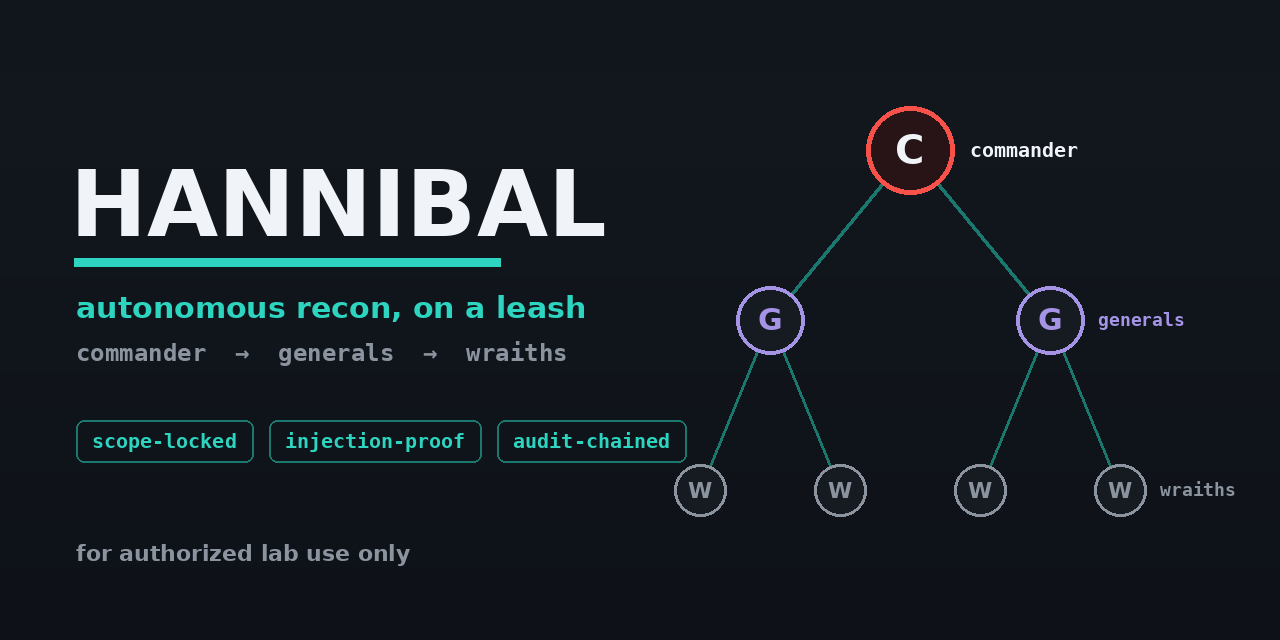 HANNIBAL
autonomous recon, on a leash
commander → generals → wraiths
scope-locked injection-proof audit-chained
for authorized lab use only
C commander
G G generals
W W W W wraiths